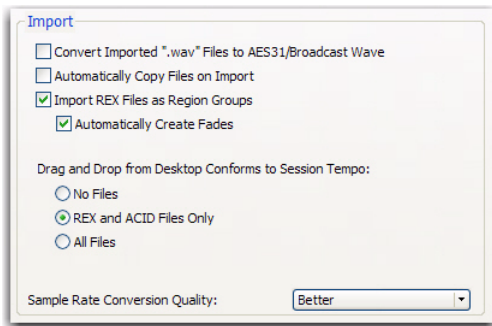 Import
Convert Imported ".wav" Files to AES31/Broadcast Wave
Automatically Copy Files on Import
Import REX Files as Region Groups
Automatically Create Fades
Drag and Drop from Desktop Conforms to Session Tempo:
No Files
REX and ACID Files Only
All Files
Sample Rate Conversion Quality: Better